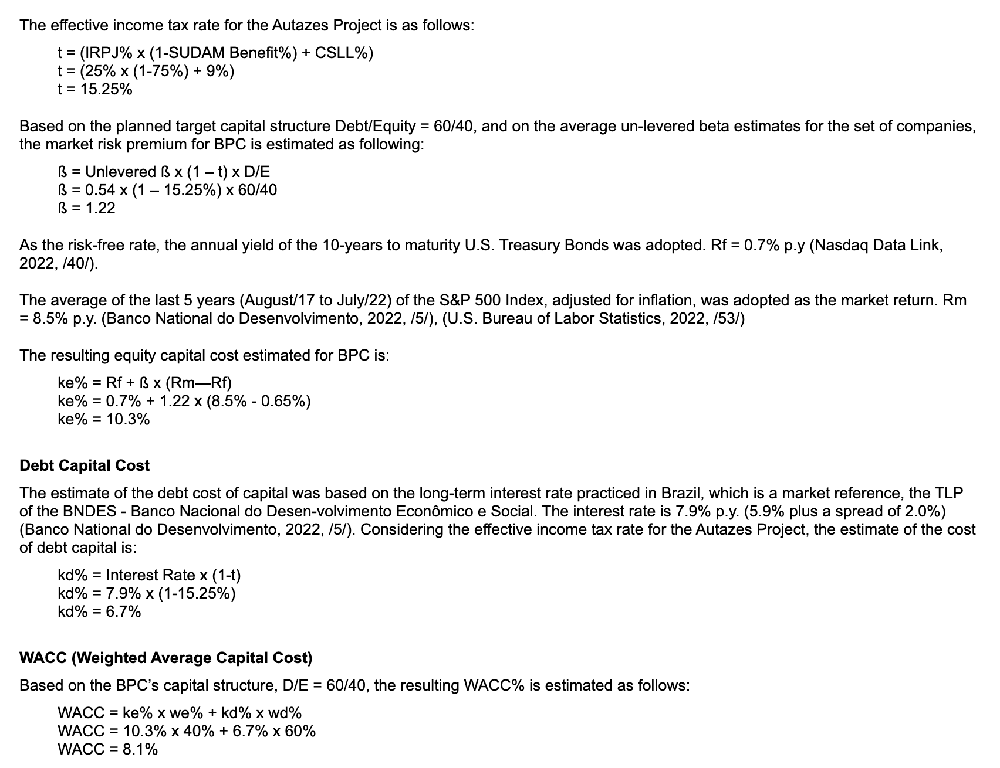 The effective income tax rate for the Autazes Project is as follows:
t = (IRPJ% x (1-SUDAM Benefit%) + CSLL%)
t = (25% x (1-75%) + 9%)
t = 15.25%
Based on the planned target capital structure Debt/Equity = 60/40, and on the average un-levered beta estimates for the set of companies,
the market risk premium for BPC is estimated as following:
ß = Unlevered ß x (1 – t) x D/E
ß = 0.54 x (1 – 15.25%) x 60/40
ß = 1.22
As the risk-free rate, the annual yield of the 10-years to maturity U.S. Treasury Bonds was adopted. Rf = 0.7% p.y (Nasdaq Data Link,
2022, /40/).
The average of the last 5 years (August/17 to July/22) of the S&P 500 Index, adjusted for inflation, was adopted as the market return. Rm
= 8.5% p.y. (Banco National do Desenvolvimento, 2022, /5/), (U.S. Bureau of Labor Statistics, 2022, /53/)
The resulting equity capital cost estimated for BPC is:
ke% = Rf + ß x (Rm—Rf)
ke% = 0.7% + 1.22 x (8.5% - 0.65%)
ke% = 10.3%
Debt Capital Cost
The estimate of the debt cost of capital was based on the long-term interest rate practiced in Brazil, which is a market reference, the TLP
of the BNDES - Banco Nacional do Desen-volvimento Econômico e Social. The interest rate is 7.9% p.y. (5.9% plus a spread of 2.0%)
(Banco National do Desenvolvimento, 2022, /5/). Considering the effective income tax rate for the Autazes Project, the estimate of the cost
of debt capital is:
kd% = Interest Rate x (1-t)
kd% = 7.9% x (1-15.25%)
kd% = 6.7%
WACC (Weighted Average Capital Cost)
Based on the BPC’s capital structure, D/E = 60/40, the resulting WACC% is estimated as follows:
WACC = ke% x we% + kd% x wd%
WACC = 10.3% x 40% + 6.7% x 60%
WACC = 8.1%